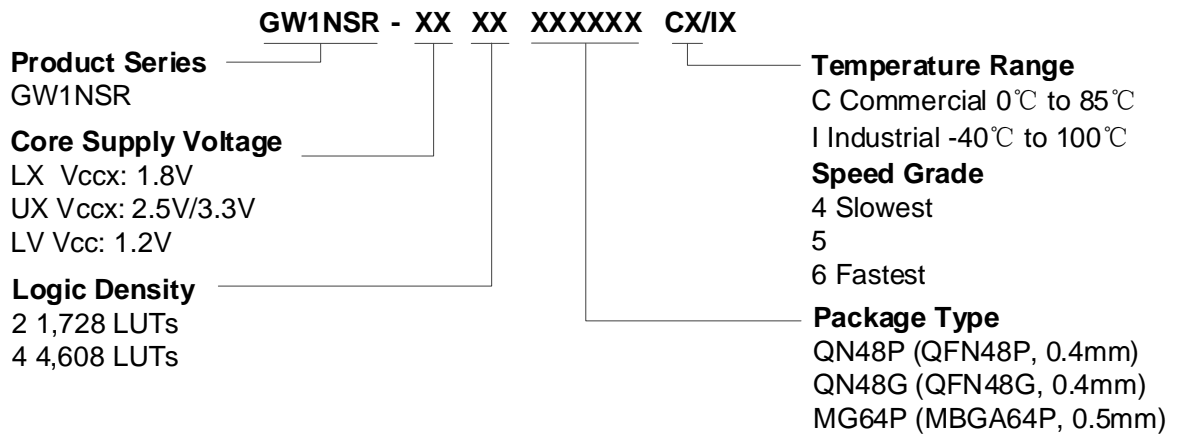 GW1NSR - XX XX XXXXXX CX/IX
Product Series
GW1NSR
Core Supply Voltage
LX Vccx: 1.8V
UX Vccx: 2.5V/3.3V
LV Vcc: 1.2V
Logic Density
2 1,728 LUTs
4 4,608 LUTs
Temperature Range
C Commercial 0℃ to 85℃
I Industrial -40℃ to 100℃
Speed Grade
4 Slowest
5
6 Fastest
Package Type
QN48P (QFN48P, 0.4mm)
QN48G (QFN48G, 0.4mm)
MG64P (MBGA64P, 0.5mm)